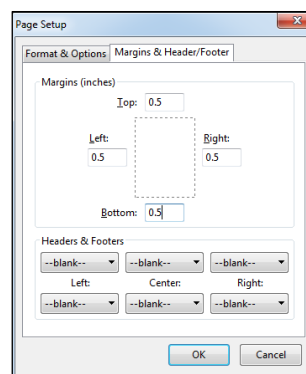 Page Setup
Format & Options Margins & Header/Footer
Margins (inches)
Top: 0.5
Left: Right:
0.5 0.5
Bottom: 0.5
Headers & Footers
--blank-- --blank-- --blank--
Left: Center: Right:
--blank-- --blank-- --blank--
OK Cancel